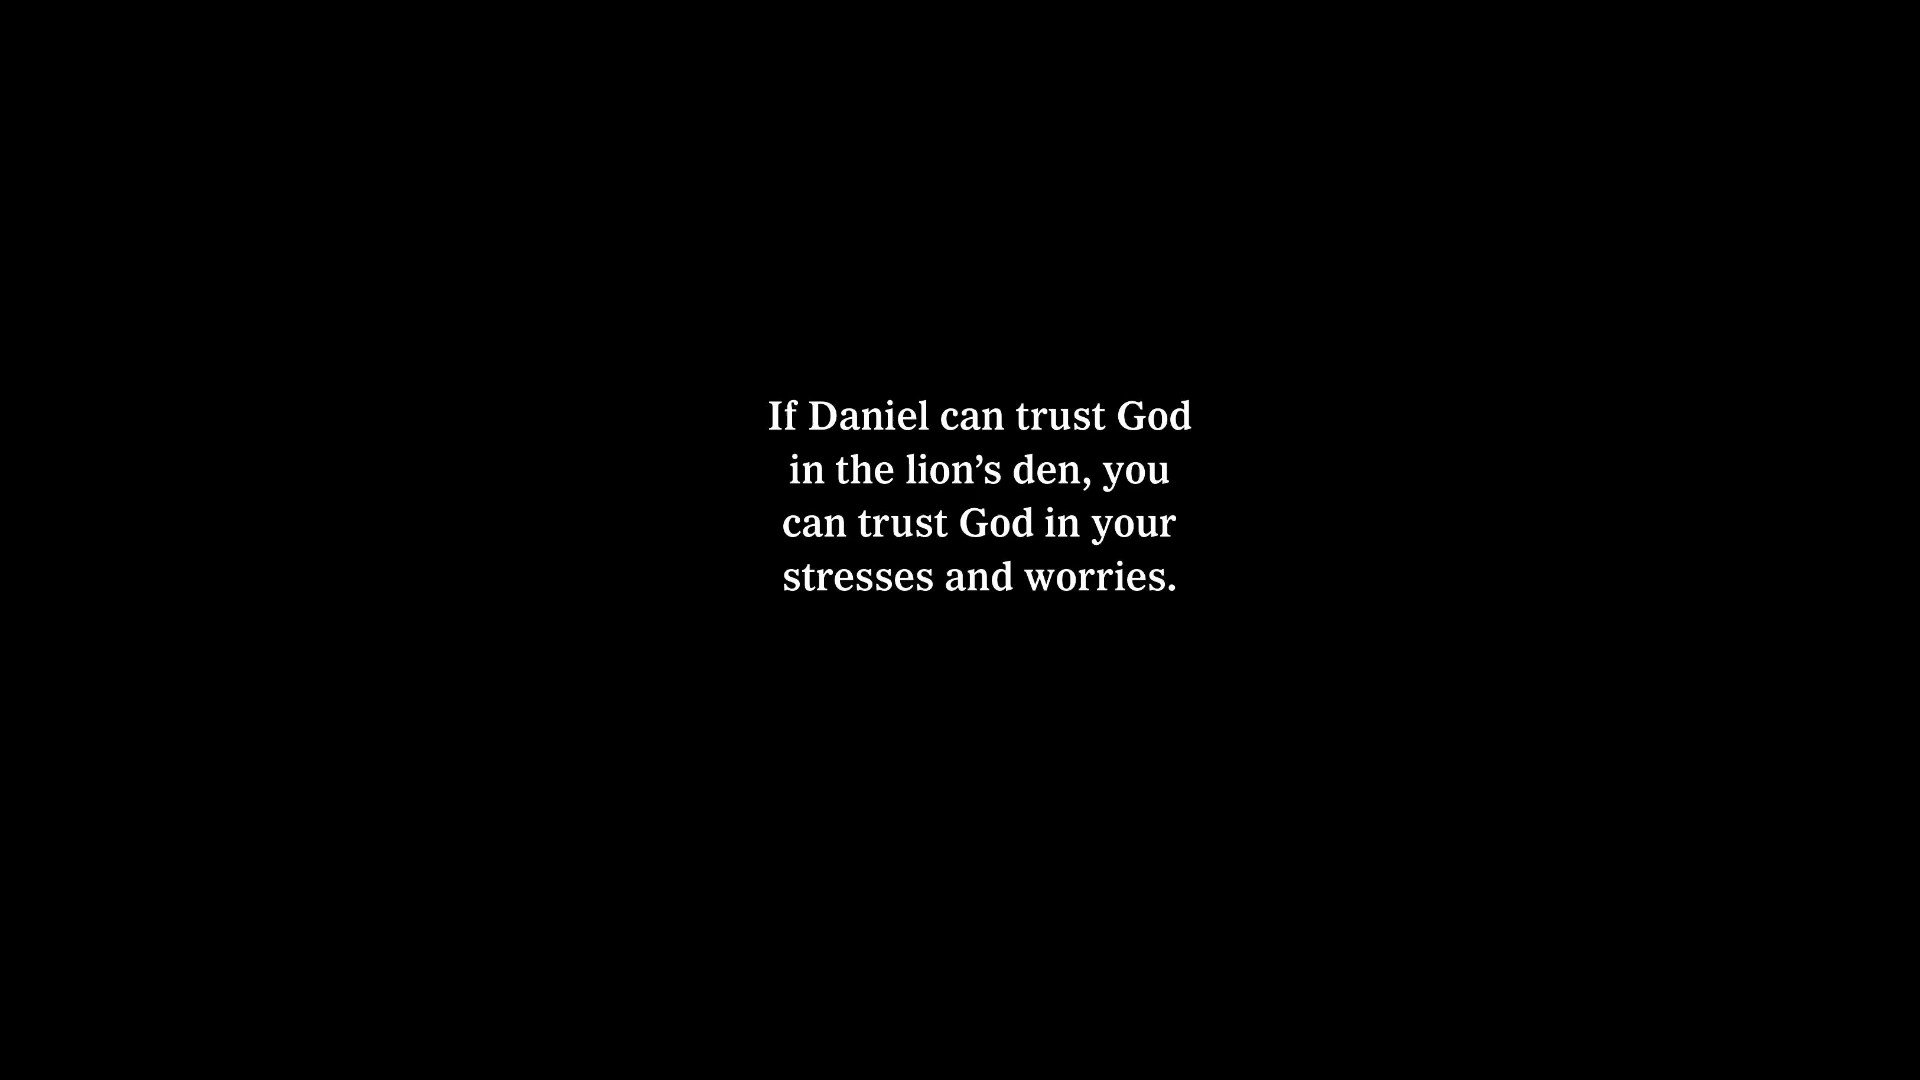 If Daniel can trust God
in the lion’s den, you
can trust God in your
stresses and worries.